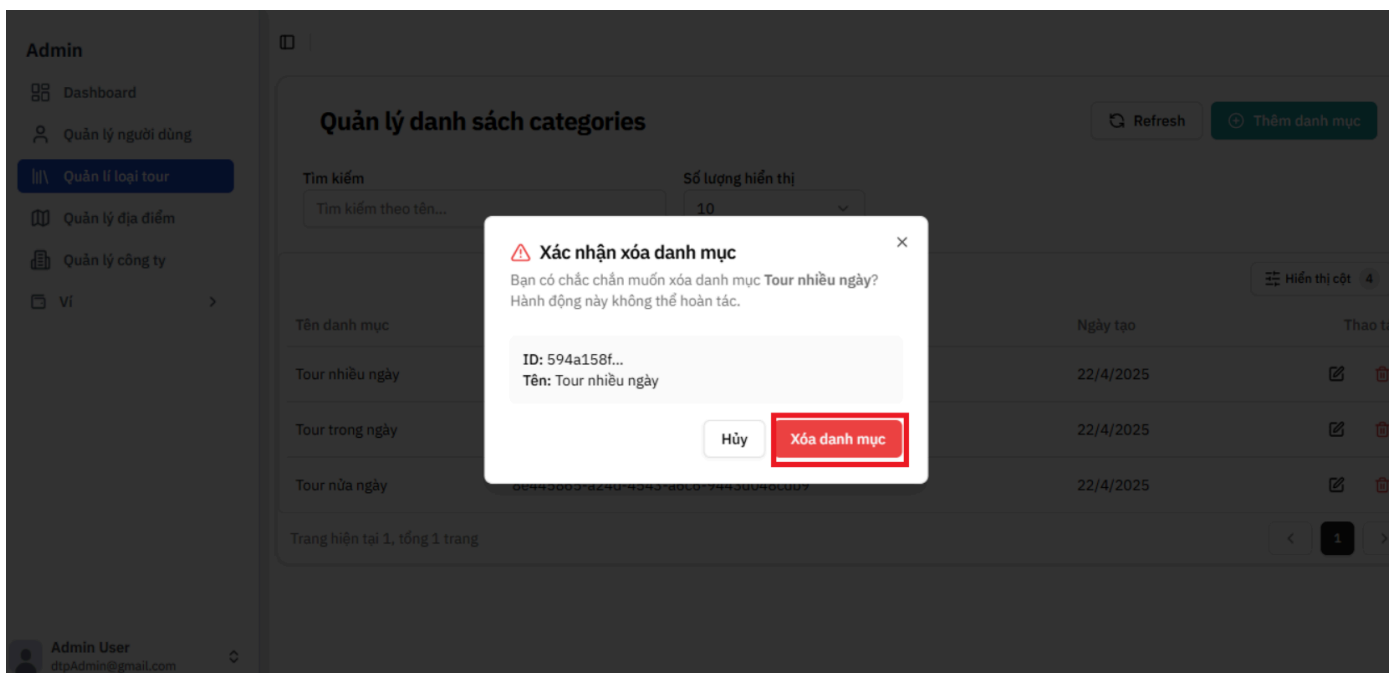 Admin
Dashboard
Quản lý người dùng
Quản lí loại tour
Quản lý địa điểm
Quản lý công ty
Ví
Quản lý danh sách categories
Refresh
Thêm danh mục
Tìm kiếm
Số lượng hiển thị
Tìm kiếm theo tên...
10
Hiển thị cột 4
Tên danh mục
Ngày tạo
Tour nhiều ngày
22/4/2025
Tour trong ngày
22/4/2025
Tour nửa ngày
22/4/2025
Trang hiện tại 1, tổng 1 trang
1
Xác nhận xóa danh mục
Bạn có chắc chắn muốn xóa danh mục Tour nhiều ngày?
Hành động này không thể hoàn tác.
ID: 594a158f...
Tên: Tour nhiều ngày
Hủy
Xóa danh mục
Admin User
dtpAdmin@gmail.com